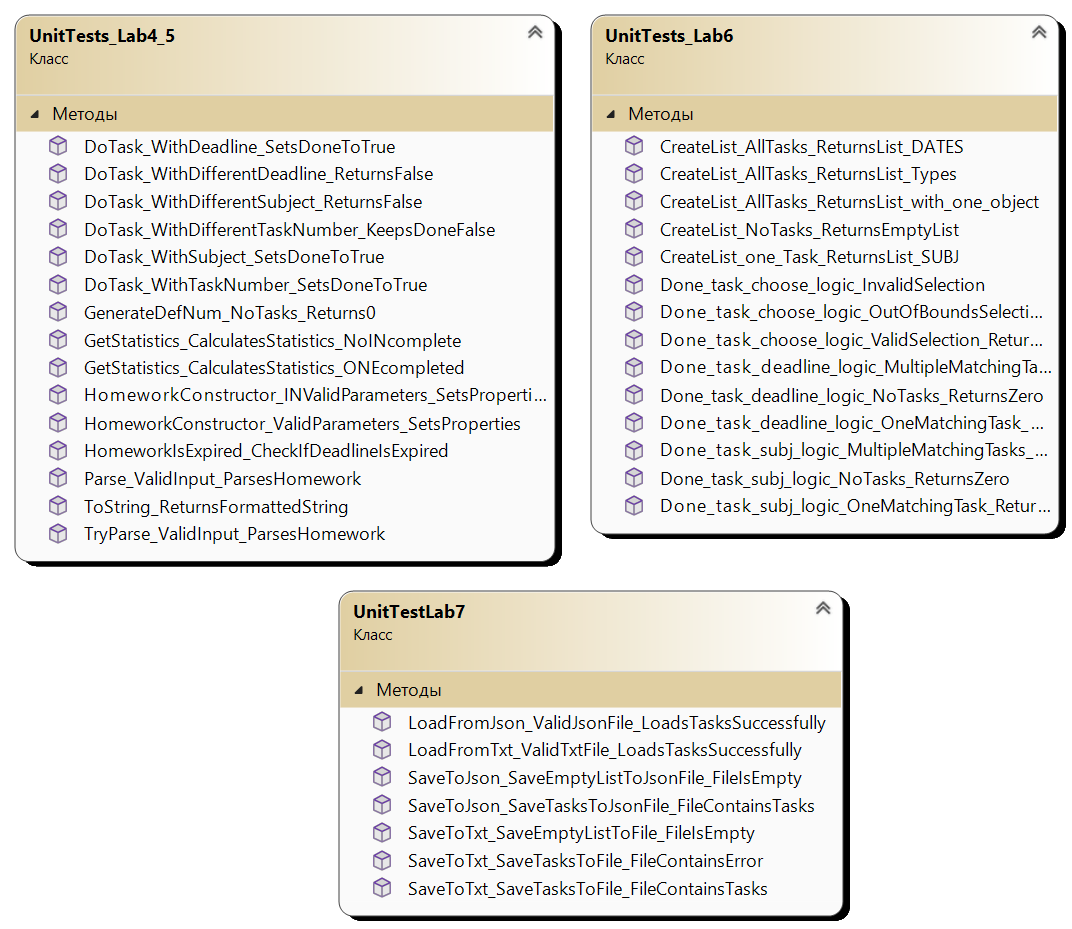 UnitTests_Lab4_5
Класс
Методы
DoTask_WithDeadline_SetsDoneToTrue
DoTask_WithDifferentDeadline_ReturnsFalse
DoTask_WithDifferentSubject_ReturnsFalse
DoTask_WithDifferentTaskNumber_KeepsDoneFalse
DoTask_WithSubject_SetsDoneToTrue
DoTask_WithTaskNumber_SetsDoneToTrue
GenerateDefNum_NoTasks_Returns0
GetStatistics_CalculatesStatistics_NoINcomplete
GetStatistics_CalculatesStatistics_ONEcompleted
HomeworkConstructor_INValidParameters_SetsProperti...
HomeworkConstructor_ValidParameters_SetsProperties
HomeworkIsExpired_CheckIfDeadlineIsExpired
Parse_ValidInput_ParsesHomework
ToString_ReturnsFormattedString
TryParse_ValidInput_ParsesHomework
UnitTests_Lab6
Класс
Методы
CreateList_AllTasks_ReturnsList_DATES
CreateList_AllTasks_ReturnsList_Types
CreateList_AllTasks_ReturnsList_with_one_object
CreateList_NoTasks_ReturnsEmptyList
CreateList_one_Task_ReturnsList_SUBJ
Done_task_choose_logic_InvalidSelection
Done_task_choose_logic_OutOfBoundsSelecti...
Done_task_choose_logic_ValidSelection_Retur...
Done_task_deadline_logic_MultipleMatchingTa...
Done_task_deadline_logic_NoTasks_ReturnsZero
Done_task_deadline_logic_OneMatchingTask_...
Done_task_subj_logic_MultipleMatchingTasks_...
Done_task_subj_logic_NoTasks_ReturnsZero
Done_task_subj_logic_OneMatchingTask_Retur...
UnitTestLab7
Класс
Методы
LoadFromJson_ValidJsonFile_LoadsTasksSuccessfully
LoadFromTxt_ValidTxtFile_LoadsTasksSuccessfully
SaveToJson_SaveEmptyListToJsonFile_FileIsEmpty
SaveToJson_SaveTasksToJsonFile_FileContainsTasks
SaveToTxt_SaveEmptyListToFile_FileIsEmpty
SaveToTxt_SaveTasksToFile_FileContainsError
SaveToTxt_SaveTasksToFile_FileContainsTasks